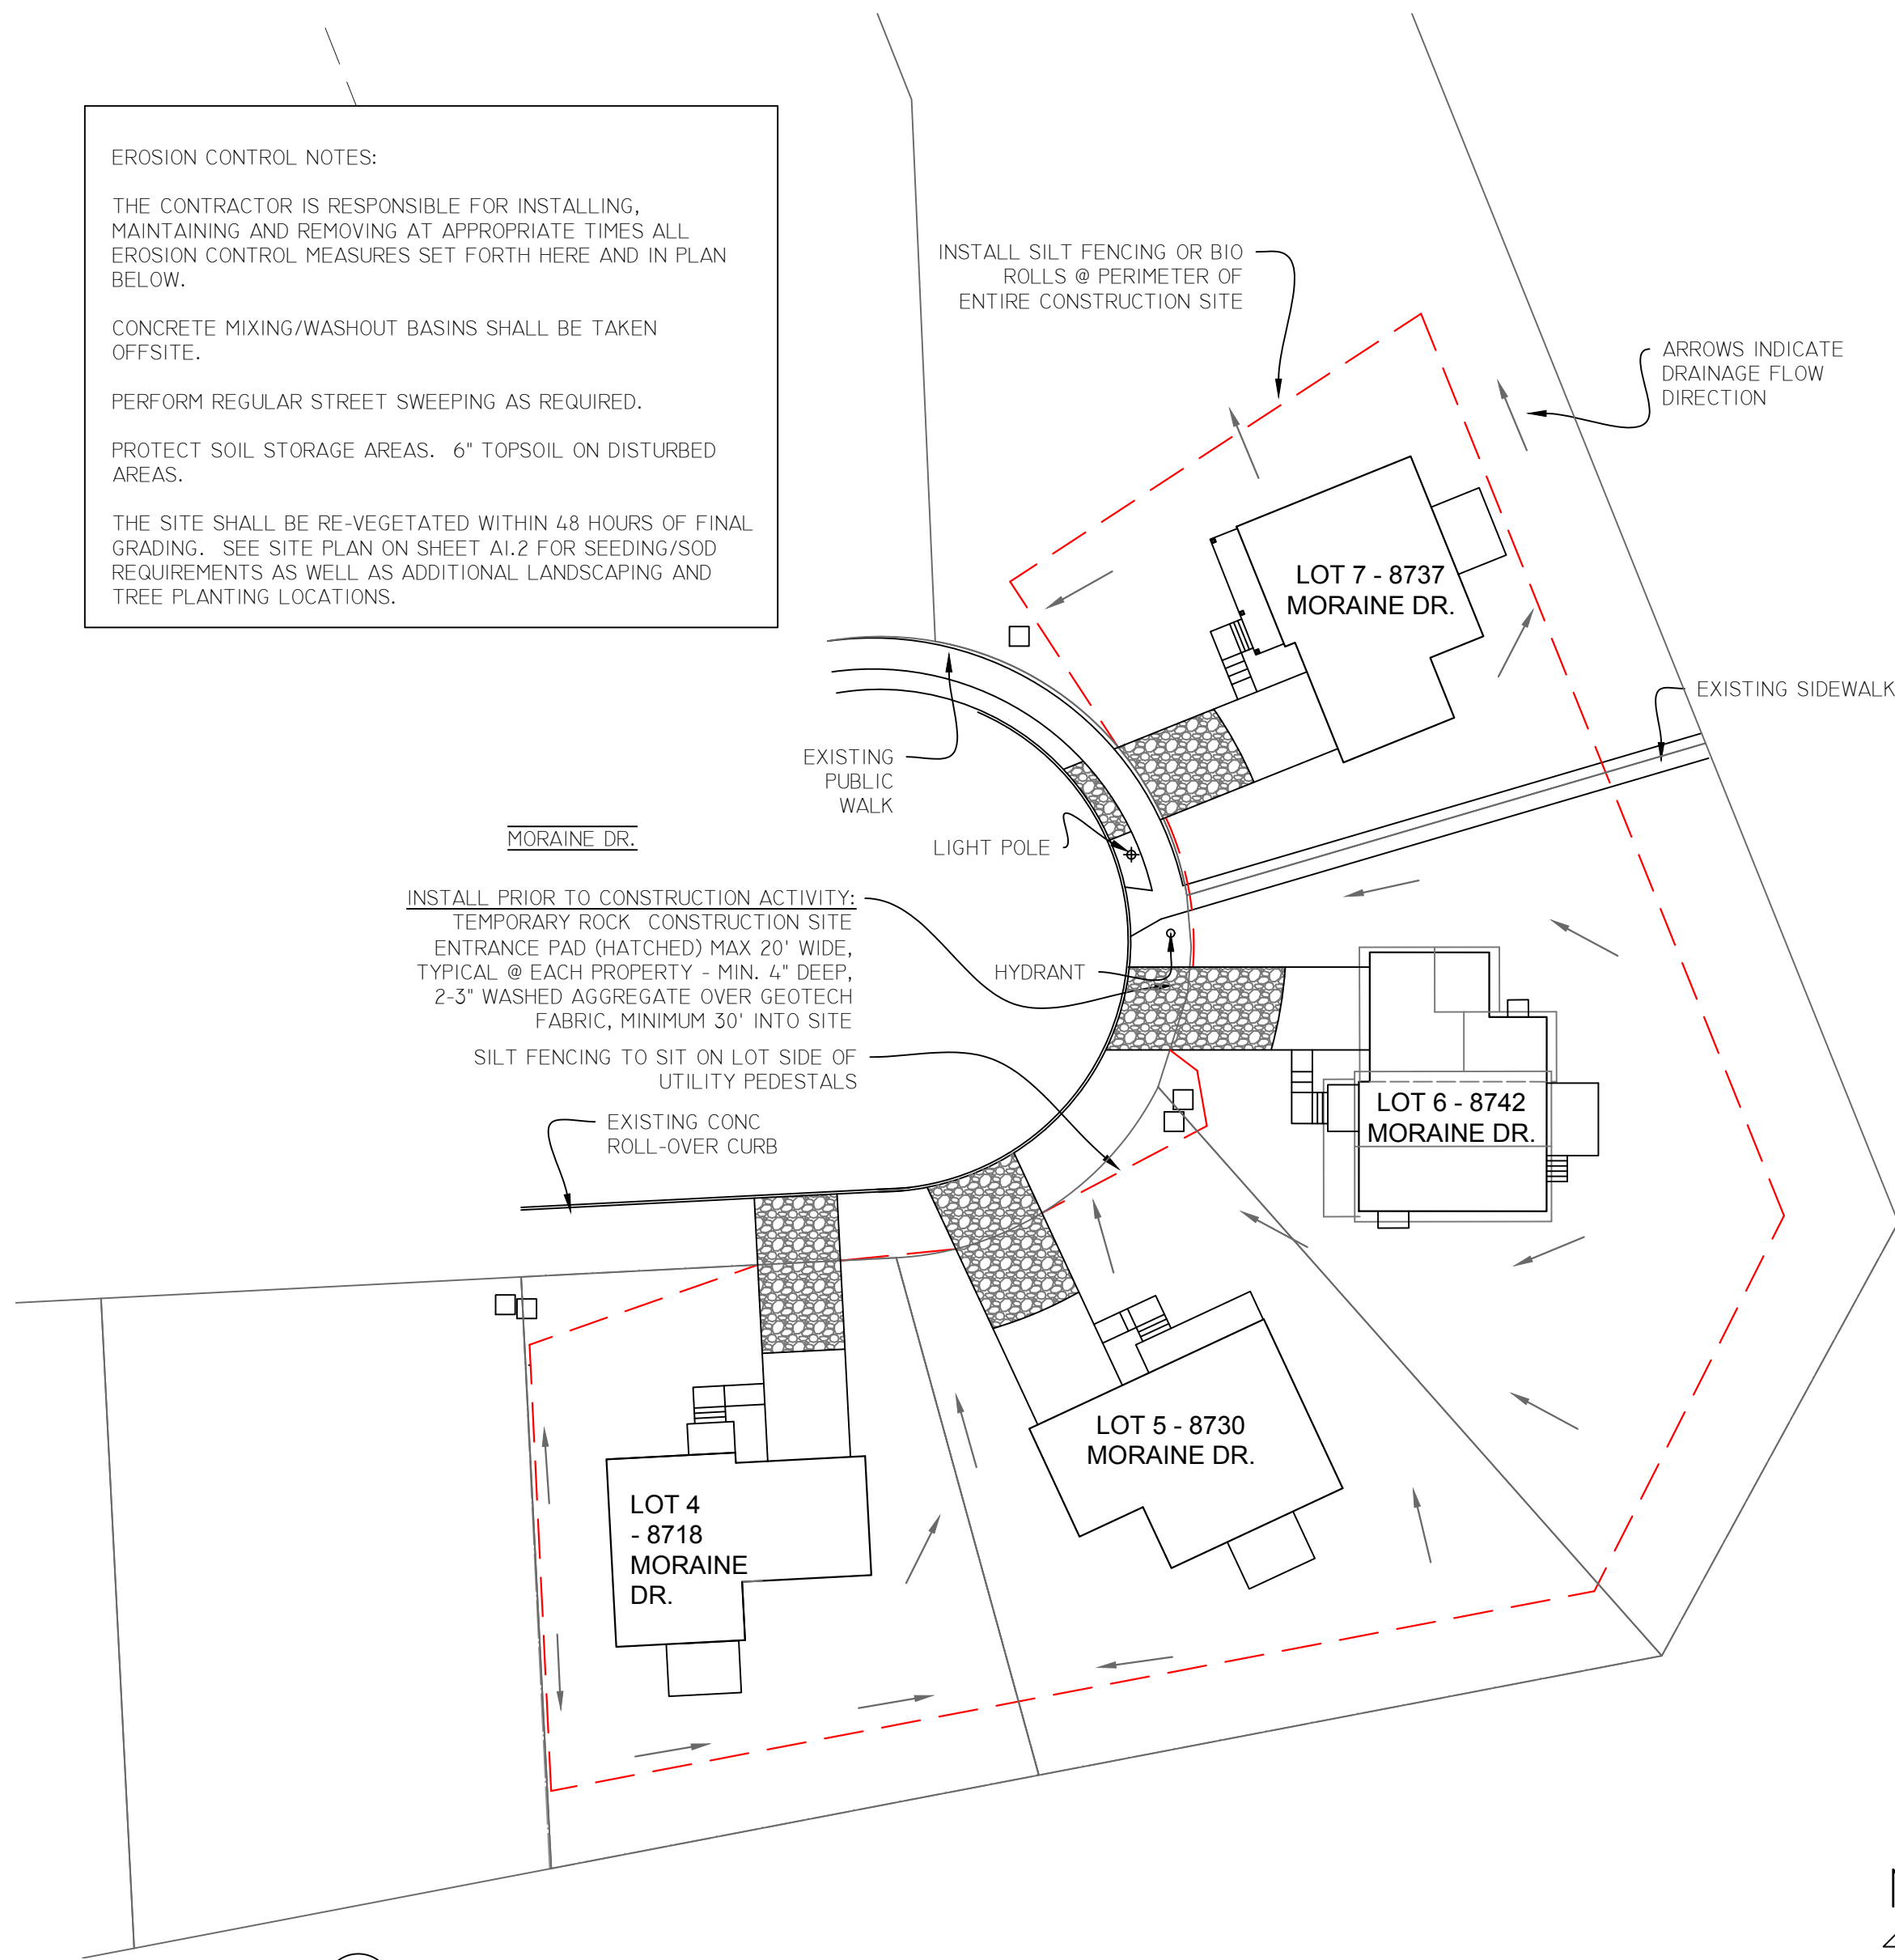 EROSION CONTROL NOTES:
THE CONTRACTOR IS RESPONSIBLE FOR INSTALLING,
MAINTAINING AND REMOVING AT APPROPRIATE TIMES ALL
EROSION CONTROL MEASURES SET FORTH HERE AND IN PLAN
BELOW.
CONCRETE MIXING/WASHOUT BASINS SHALL BE TAKEN
OFFSITE.
PERFORM REGULAR STREET SWEEPING AS REQUIRED.
PROTECT SOIL STORAGE AREAS. 6" TOPSOIL ON DISTURBED
AREAS.
THE SITE SHALL BE RE-VEGETATED WITHIN 48 HOURS OF FINAL
GRADING. SEE SITE PLAN ON SHEET A1.2 FOR SEEDING/SOD
REQUIREMENTS AS WELL AS ADDITIONAL LANDSCAPING AND
TREE PLANTING LOCATIONS.
INSTALL SILT FENCING OR BIO
ROLLS @ PERIMETER OF
ENTIRE CONSTRUCTION SITE
ARROWS INDICATE
DRAINAGE FLOW
DIRECTION
LOT 7 - 8737
MORAINE DR.
EXISTING SIDEWALK
EXISTING
PUBLIC
WALK
MORAINE DR.
LIGHT POLE
INSTALL PRIOR TO CONSTRUCTION ACTIVITY:
TEMPORARY ROCK CONSTRUCTION SITE
ENTRANCE PAD (HATCHED) MAX 20' WIDE,
TYPICAL @ EACH PROPERTY - MIN. 4" DEEP,
2-3" WASHED AGGREGATE OVER GEOTECH
FABRIC, MINIMUM 30' INTO SITE
HYDRANT
SILT FENCING TO SIT ON LOT SIDE OF
UTILITY PEDESTALS
EXISTING CONC
ROLL-OVER CURB
LOT 6 - 8742
MORAINE DR.
LOT 5 - 8730
MORAINE DR.
LOT 4
- 8718
MORAINE
DR.